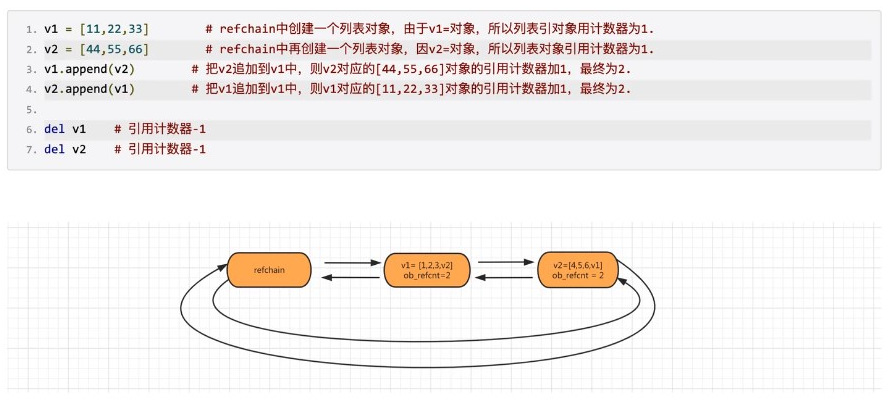 1. v1 = [11,22,33] # refchain中创建一个列表对象，由于v1=对象，所以列表引对象用计数器为1.
2. v2 = [44,55,66] # refchain中再创建一个列表对象，因v2=对象，所以列表对象引用计数器为1.
3. v1.append(v2) # 把v2追加到v1中，则v2对应的[44,55,66]对象的引用计数器加1，最终为2.
4. v2.append(v1) # 把v1追加到v1中，则v1对应的[11,22,33]对象的引用计数器加1，最终为2.
5.
6. del v1 # 引用计数器-1
7. del v2 # 引用计数器-1
refchain
v1= [1,2,3,v2]
ob_refcnt=2
v2=[4,5,6,v1]
ob_refcnt = 2